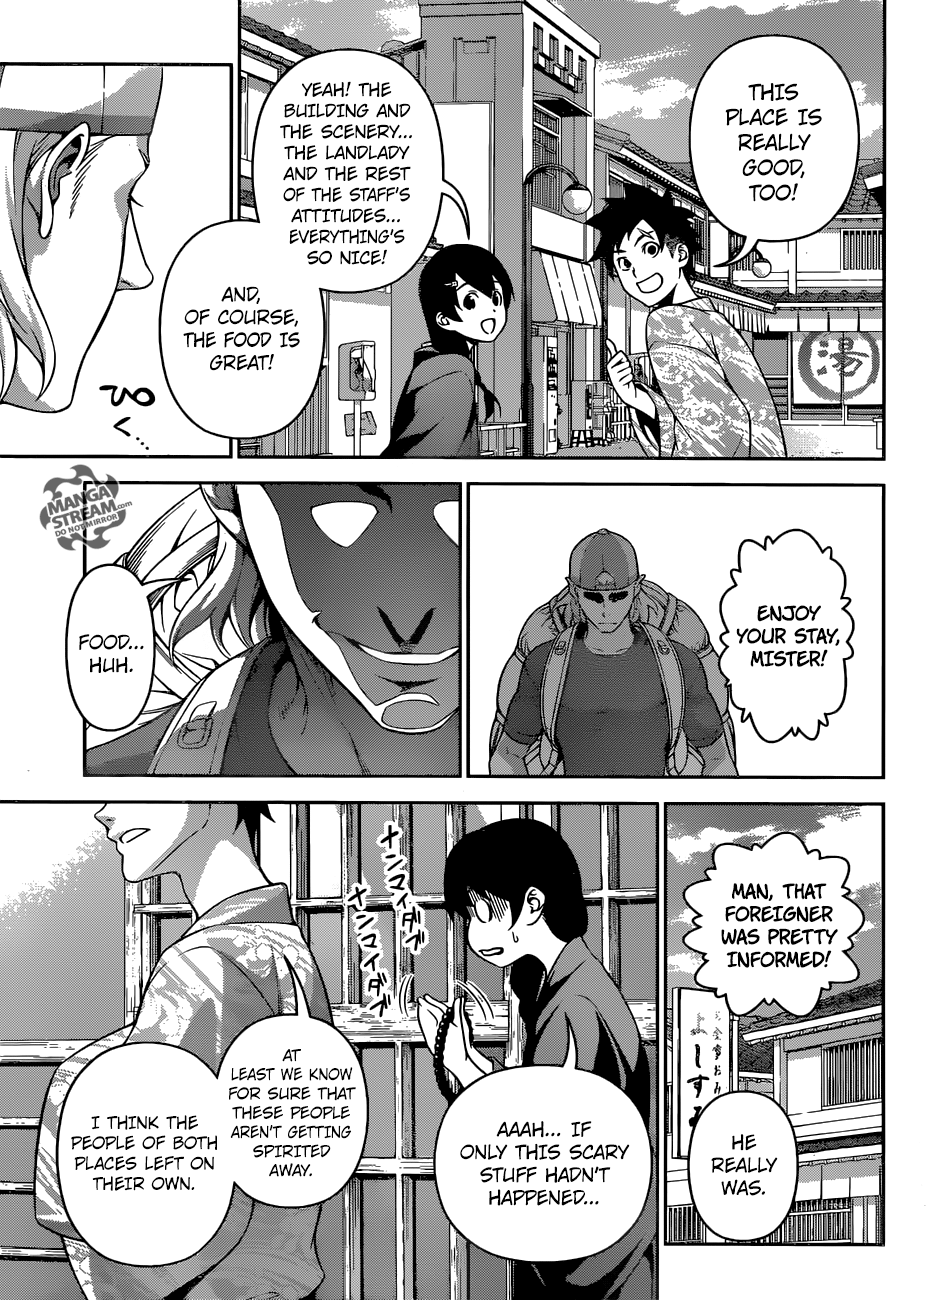 THIS
PLACE IS
REALLY
GOOD,
TOO!
YEAH! THE
BUILDING AND
THE SCENERY...
THE LANDLADY
AND THE REST
OF THE STAFF'S
ATTITUDES...
EVERYTHING'S
SO NICE!
AND,
OF COURSE,
THE FOOD IS
GREAT!
湯
ぴくっ…
MANGA
STREAM.com
DO NOT MIRROR
ENJOY
YOUR STAY,
MISTER!
FOOD...
HUH.
MAN, THAT
FOREIGNER
WAS PRETTY
INFORMED!
HE
REALLY
WAS.
ナンマイダブ
ナンマイダブ
AAAH... IF
ONLY THIS SCARY
STUFF HADN'T
HAPPENED...
AT
LEAST WE KNOW
FOR SURE THAT
THESE PEOPLE
AREN'T GETTING
SPIRITED
AWAY.
I THINK THE
PEOPLE OF BOTH
PLACES LEFT ON
THEIR OWN.